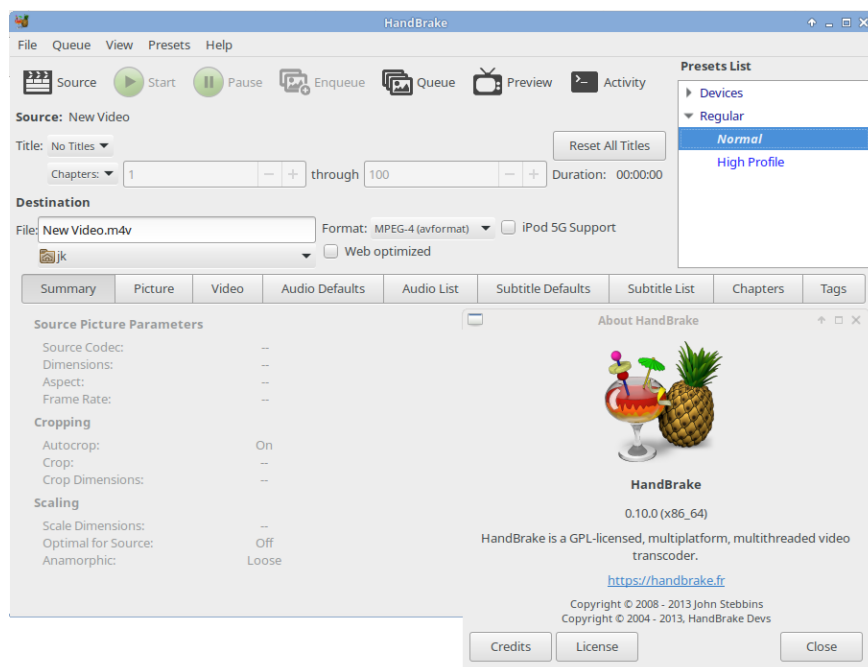 HandBrake
File Queue View Presets Help
Source Start Pause Enqueue Queue Preview Activity
Presets List
Devices
Regular
Normal
High Profile
Source: New Video
Title: No Titles Reset All Titles
Chapters: 1 through 100 Duration: 00:00:00
Destination
File: New Video.m4v Format: MPEG-4 (avformat) iPod 5G Support
jk Web optimized
Summary Picture Video Audio Defaults Audio List Subtitle Defaults Subtitle List Chapters Tags
Source Picture Parameters
Source Codec: --
Dimensions: --
Aspect: --
Frame Rate: --
Cropping
Autocrop: On
Crop: --
Crop Dimensions: --
Scaling
Scale Dimensions: --
Optimal for Source: Off
Anamorphic: Loose
About HandBrake
HandBrake
0.10.0 (x86_64)
HandBrake is a GPL-licensed, multiplatform, multithreaded video
transcoder.
https://handbrake.fr
Copyright © 2008 - 2013 John Stebbins
Copyright © 2004 - 2013, HandBrake Devs
Credits License Close